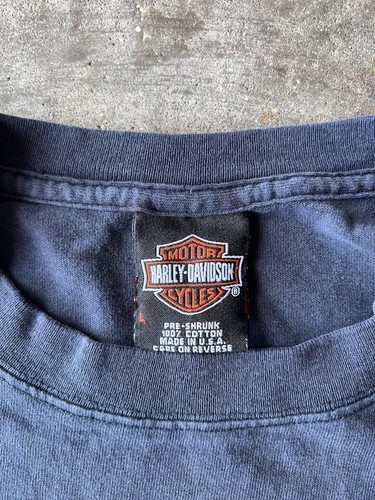 MOTOR
HARLEY-DAVIDSON
CYCLES®
PRE-SHRUNK
100% COTTON
MADE IN U.S.A.
CARE ON REVERSE